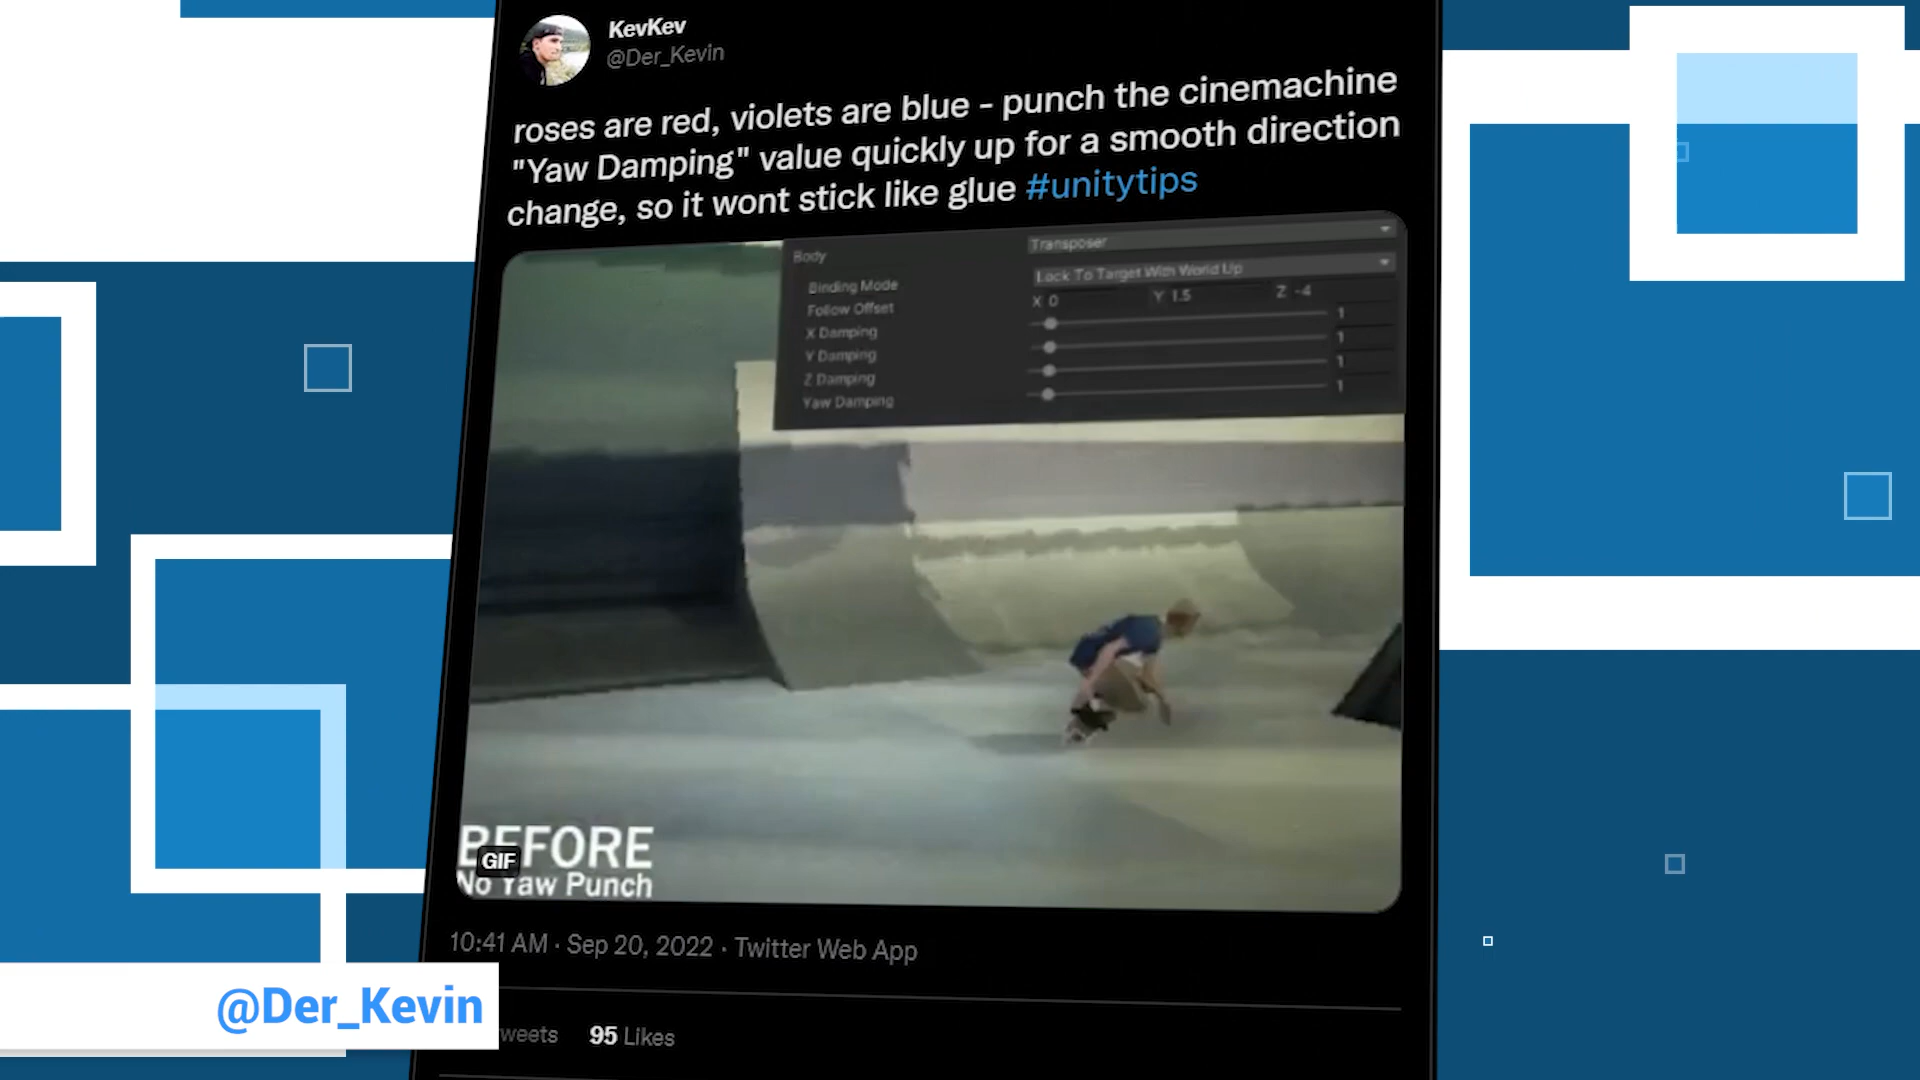 KevKev
@Der_Kevin
roses are red, violets are blue - punch the cinemachine
"Yaw Damping" value quickly up for a smooth direction
change, so it wont stick like glue #unitytips
Body
Transposer
Binding Mode
Lock To Target With World Up
Follow Offset
X 0 Y 1.5 Z -4
X Damping
1
Y Damping
1
Z Damping
1
Yaw Damping
1
BEFORE
GIF
No Yaw Punch
10:41 AM · Sep 20, 2022 · Twitter Web App
@Der_Kevin
weets 95 Likes